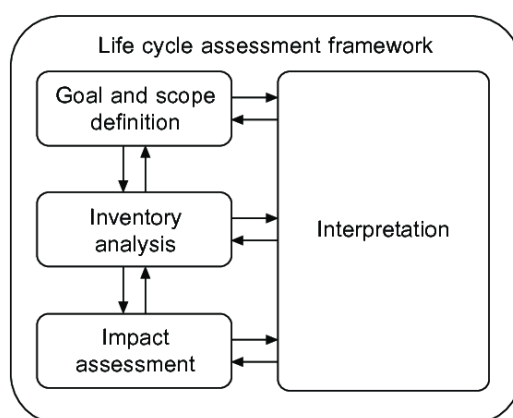 Life cycle assessment framework
Goal and scope
definition
Inventory
analysis
Impact
assessment
Interpretation